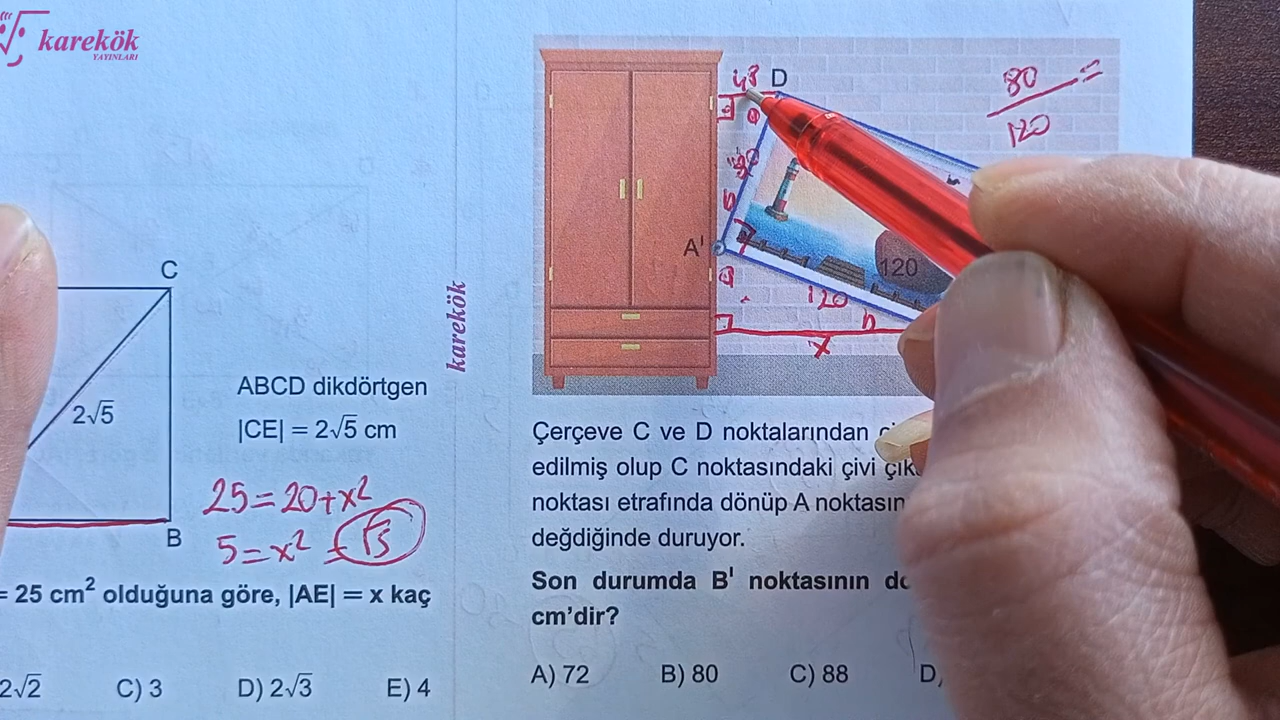 karekök
YAYINLARI
C
2√5
B
ABCD dikdörtgen
|CE| = 2√5 cm
25 = 20 + x²
5 = x² = √5
= 25 cm² olduğuna göre, |AE| = x kaç
2√2 C) 3 D) 2√3 E) 4
karekök
48 D
80
120
=
A'
120
120
x
Çerçeve C ve D noktalarından
edilmiş olup C noktasındaki çivi
noktası etrafında dönüp A
değdiğinde duruyor.
Son durumda B' noktasının
cm'dir?
A) 72 B) 80 C) 88 D)